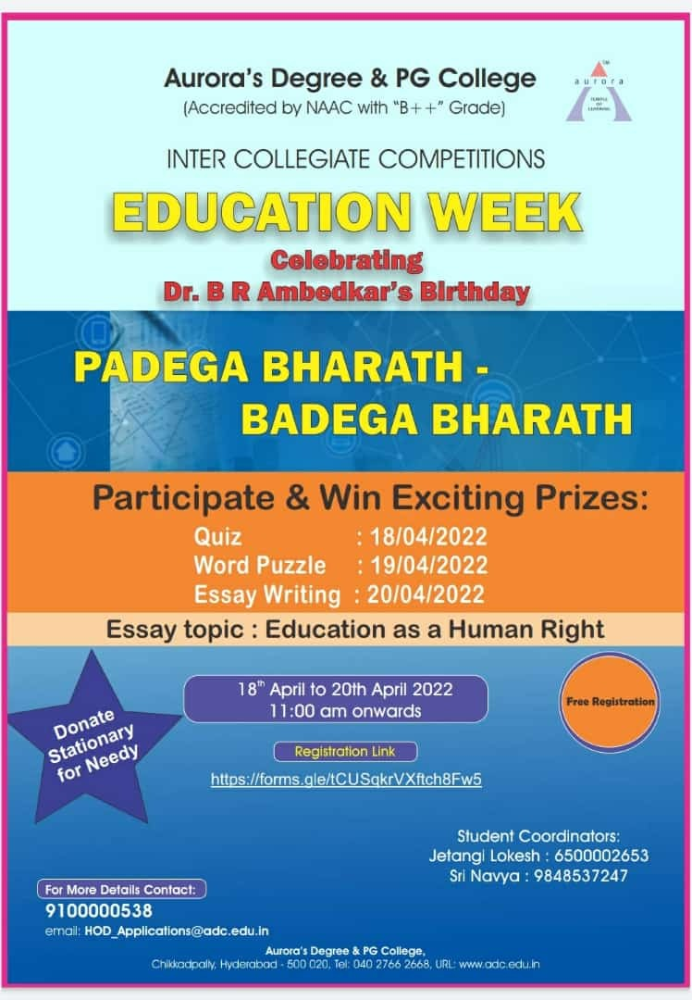 Aurora's Degree & PG College
(Accredited by NAAC with "B++" Grade)
TM
aurora
TEMPLE
OF
LEARNING
INTER COLLEGIATE COMPETITIONS
EDUCATION WEEK
Celebrating
Dr. B R Ambedkar's Birthday
PADEGA BHARATH -
BADEGA BHARATH
Participate & Win Exciting Prizes:
Quiz : 18/04/2022
Word Puzzle : 19/04/2022
Essay Writing : 20/04/2022
Essay topic : Education as a Human Right
Donate
Stationary
for Needy
18th April to 20th April 2022
11:00 am onwards
Free Registration
Registration Link
https://forms.gle/tCUSqkrVXftch8Fw5
Student Coordinators:
Jetangi Lokesh : 6500002653
Sri Navya : 9848537247
For More Details Contact:
9100000538
email: HOD_Applications@adc.edu.in
Aurora's Degree & PG College,
Chikkadpally, Hyderabad - 500 020, Tel: 040 2766 2668, URL: www.adc.edu.in